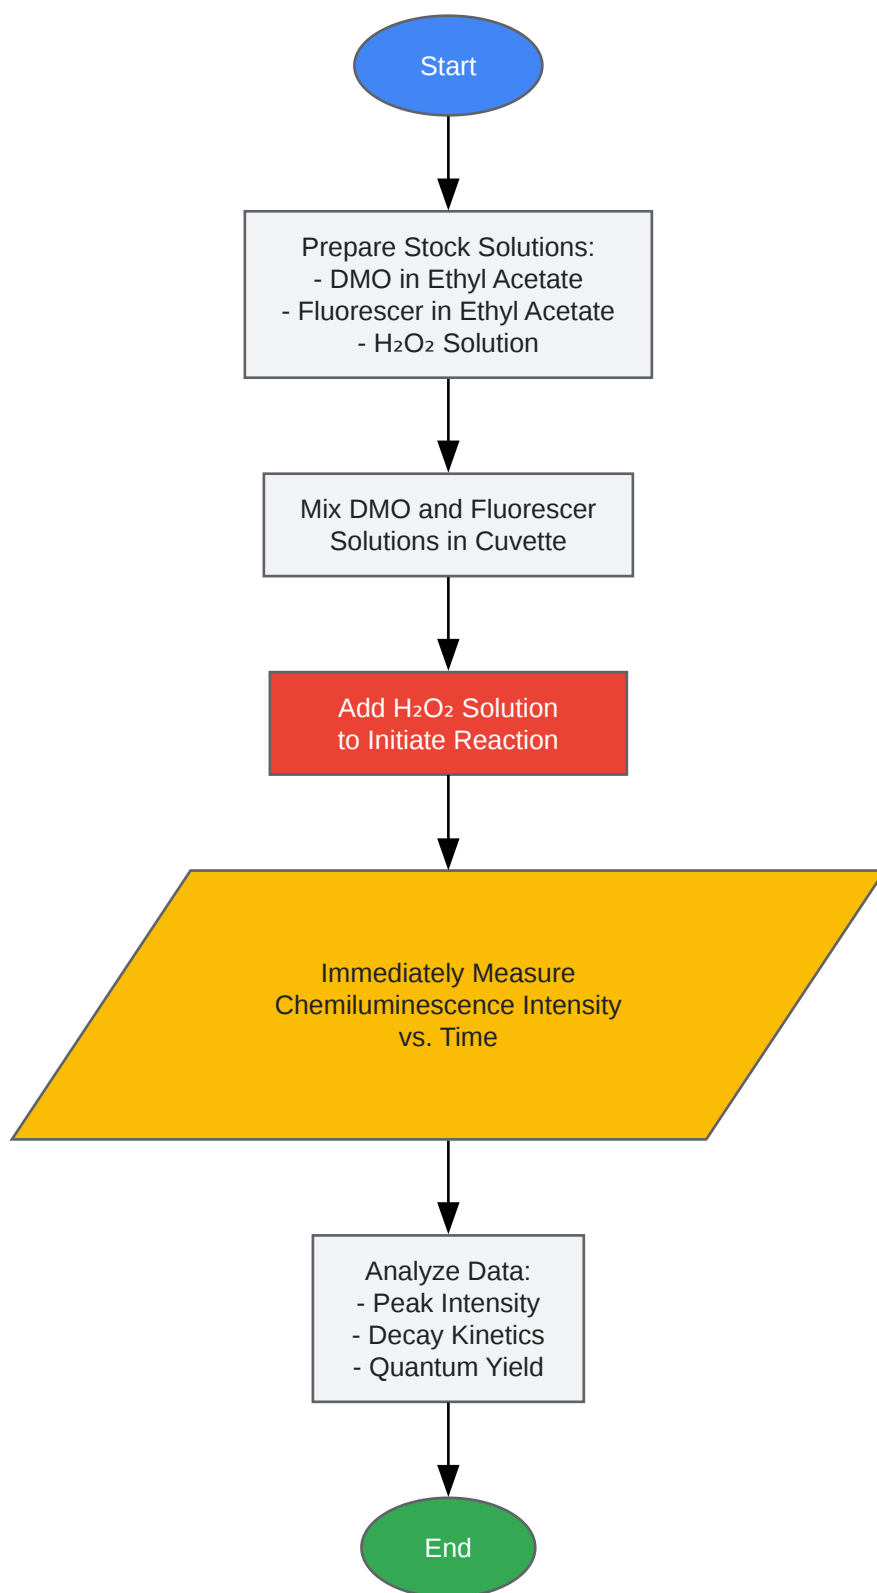 Start
Prepare Stock Solutions:
- DMO in Ethyl Acetate
- Fluorescer in Ethyl Acetate
- H₂O₂ Solution
Mix DMO and Fluorescer
Solutions in Cuvette
Add H₂O₂ Solution
to Initiate Reaction
Immediately Measure
Chemiluminescence Intensity
vs. Time
Analyze Data:
- Peak Intensity
- Decay Kinetics
- Quantum Yield
End